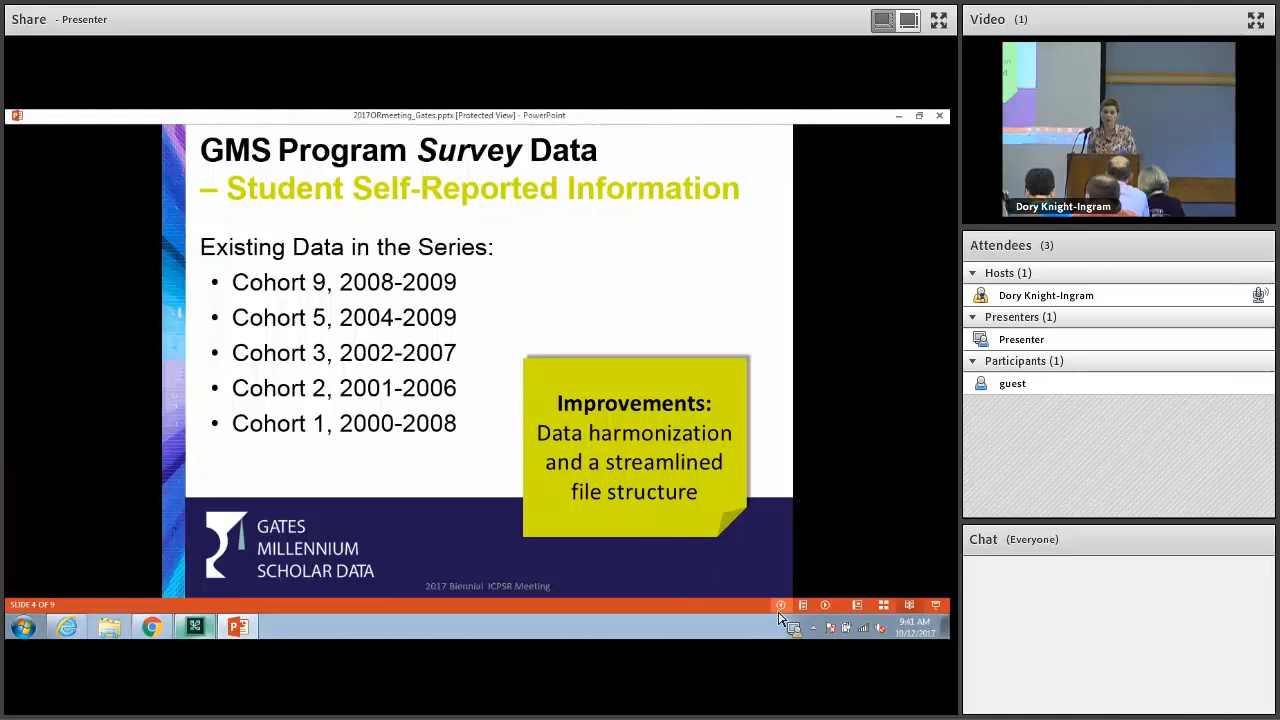 Share - Presenter
Video (1)
2017ORmeeting_Gates.pptx [Protected View] - PowerPoint
GMS Program Survey Data
– Student Self-Reported Information
Existing Data in the Series:
• Cohort 9, 2008-2009
• Cohort 5, 2004-2009
• Cohort 3, 2002-2007
• Cohort 2, 2001-2006
• Cohort 1, 2000-2008
Improvements:
Data harmonization
and a streamlined
file structure
GATES
MILLENNIUM
SCHOLAR DATA
2017 Biennial ICPSR Meeting
SLIDE 4 OF 9
9:41 AM
10/12/2017
Dory Knight-Ingram
Attendees (3)
Hosts (1)
Dory Knight-Ingram
Presenters (1)
Presenter
Participants (1)
guest
Chat (Everyone)